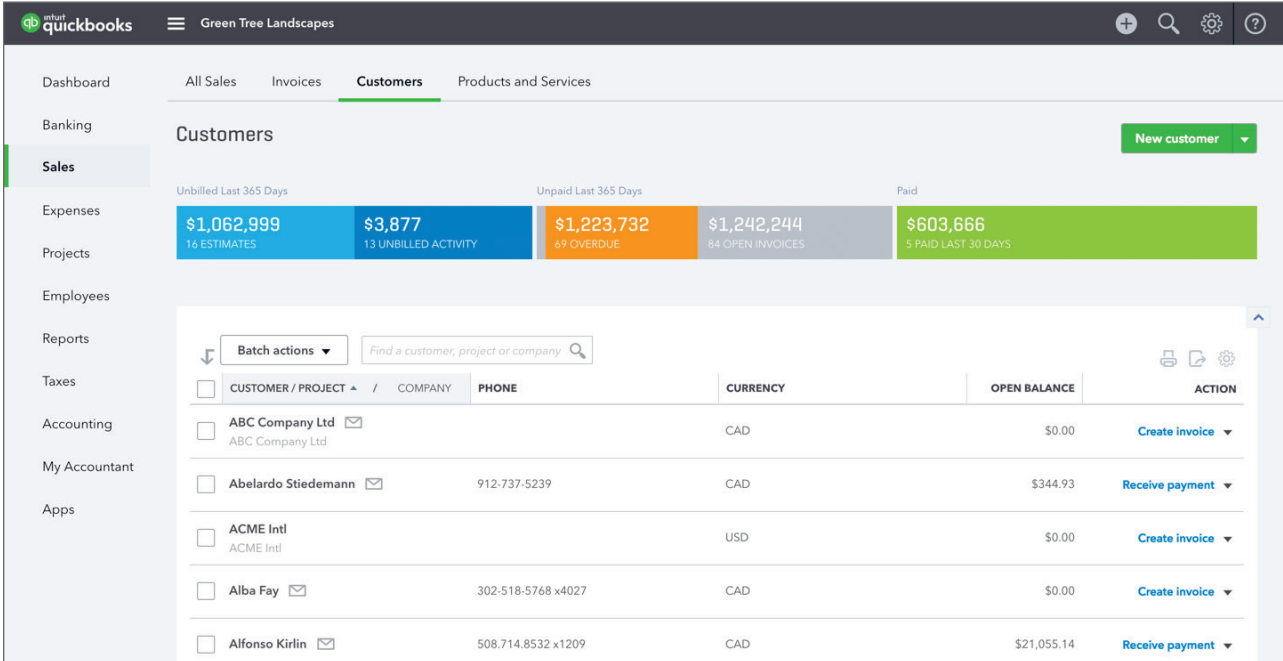 intuit quickbooks Green Tree Landscapes
Dashboard
Banking
Sales
Expenses
Projects
Employees
Reports
Taxes
Accounting
My Accountant
Apps
All Sales Invoices Customers Products and Services
Customers
New customer
Unbilled Last 365 Days Unpaid Last 365 Days Paid
$1,062,999 $3,877 $1,223,732 $1,242,244 $603,666
16 ESTIMATES 13 UNBILLED ACTIVITY 69 OVERDUE 84 OPEN INVOICES 5 PAID LAST 30 DAYS
Batch actions Find a customer, project or company
CUSTOMER / PROJECT / COMPANY PHONE CURRENCY OPEN BALANCE ACTION
ABC Company Ltd
ABC Company Ltd
CAD $0.00 Create invoice
Abelardo Stiedemann 912-737-5239 CAD $344.93 Receive payment
ACME Intl
ACME Intl
USD $0.00 Create invoice
Alba Fay 302-518-5768 x4027 CAD $0.00 Create invoice
Alfonso Kirlin 508.714.8532 x1209 CAD $21,055.14 Receive payment